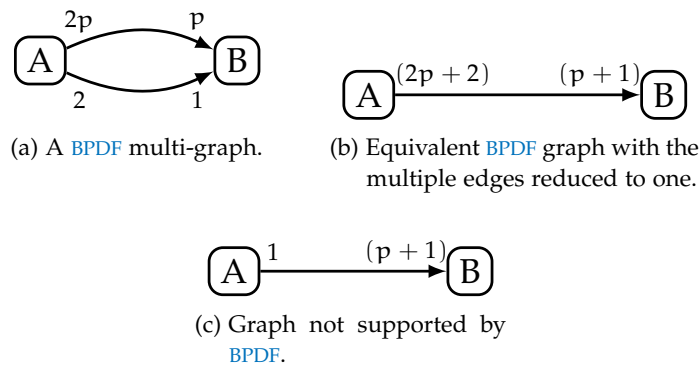 2p p
A B
2 1
(a) A BPDF multi-graph.
(2p + 2) (p + 1)
A B
(b) Equivalent BPDF graph with the
multiple edges reduced to one.
1 (p + 1)
A B
(c) Graph not supported by
BPDF.